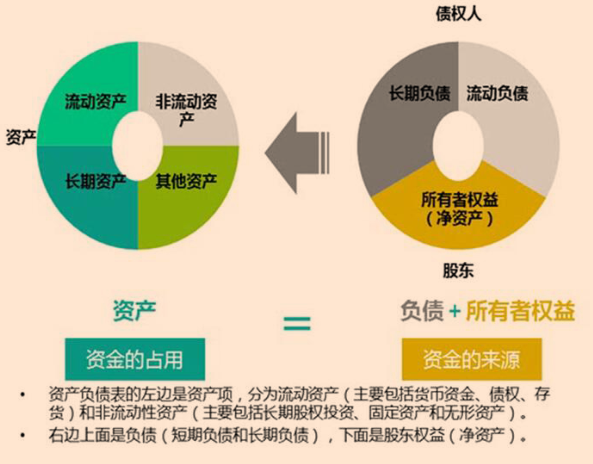 债权人
流动资产
非流动资
产
长期负债
流动负债
资产
长期资产
其他资产
所有者权益
（净资产）
股东
资产
=
负债+所有者权益
资金的占用
资金的来源
• 资产负债表的左边是资产项，分为流动资产（主要包括货币资金、债权、存
货）和非流动性资产（主要包括长期股权投资、固定资产和无形资产）。
• 右边上面是负债（短期负债和长期负债），下面是股东权益（净资产）。